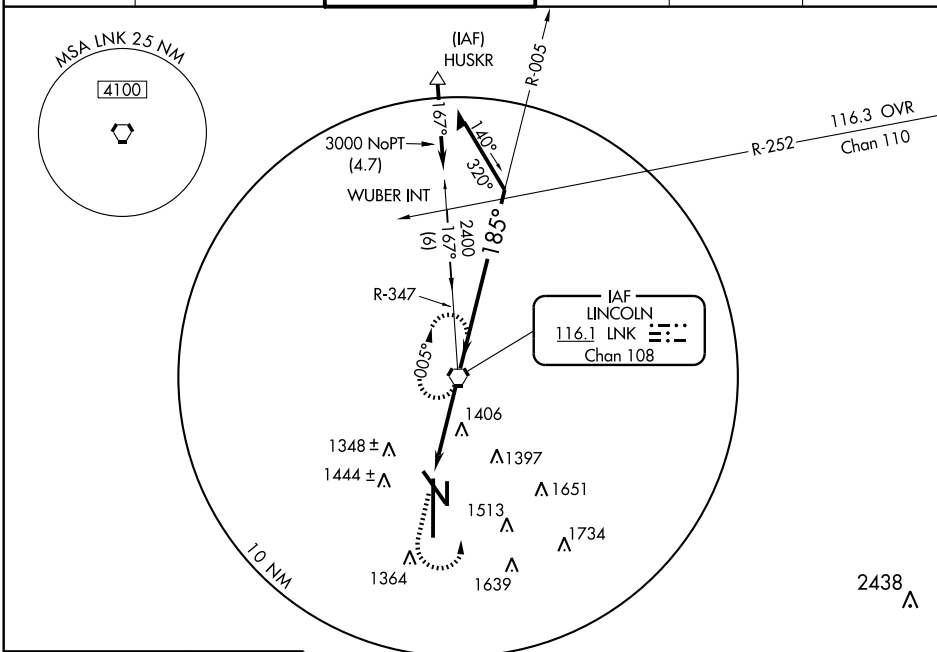 MSA LNK 25 NM
4100
(IAF)
HUSKR
R-005
167°
3000 NoPT
(4.7)
140°
320°
116.3 OVR
R-252
Chan 110
WUBER INT
2400
167°
(6)
185°
R-347
IAF
LINCOLN
116.1 LNK
Chan 108
005°
1406
1348 ±
1397
1444 ±
1651
1513
1734
1364
1639
10 NM
2438